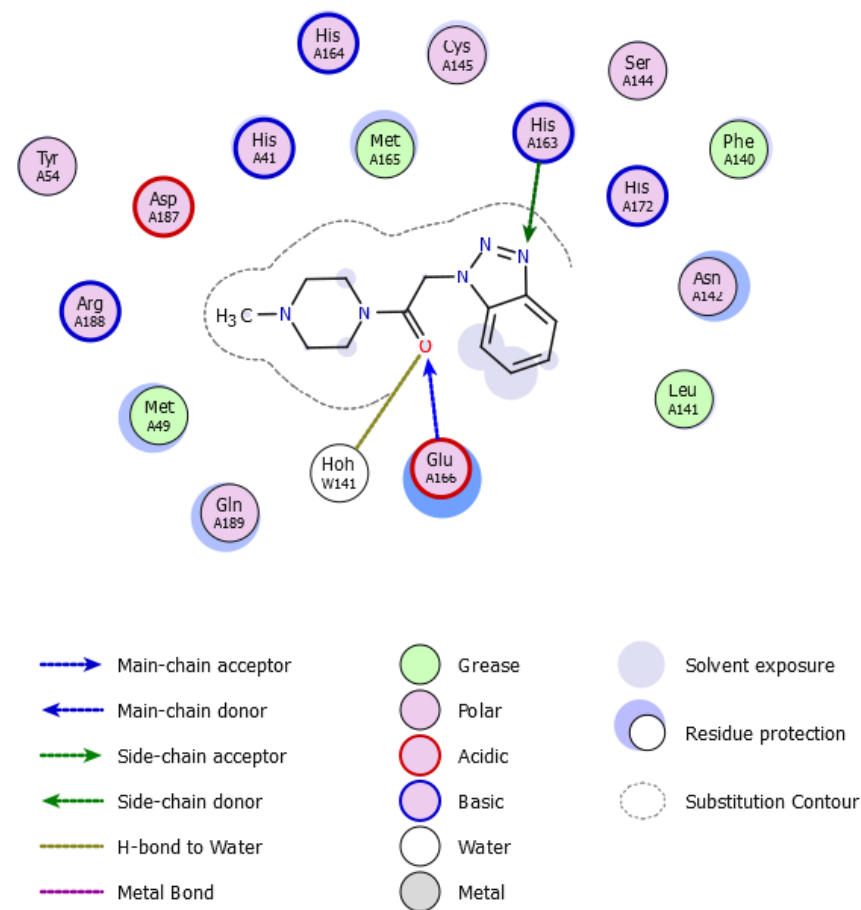 His
A164
Cys
A145
Ser
A144
His
A41
Met
A165
His
A163
Phe
A140
Tyr
A54
Asp
A187
His
A172
N
N
N
Asn
A142
Arg
A188
H3C
N
N
O
Met
A49
Leu
A141
Hoh
W141
Glu
A166
Gln
A189
Main-chain acceptor
Grease
Solvent exposure
Main-chain donor
Polar
Side-chain acceptor
Acidic
Residue protection
Side-chain donor
Basic
Substitution Contour
H-bond to Water
Water
Metal Bond
Metal